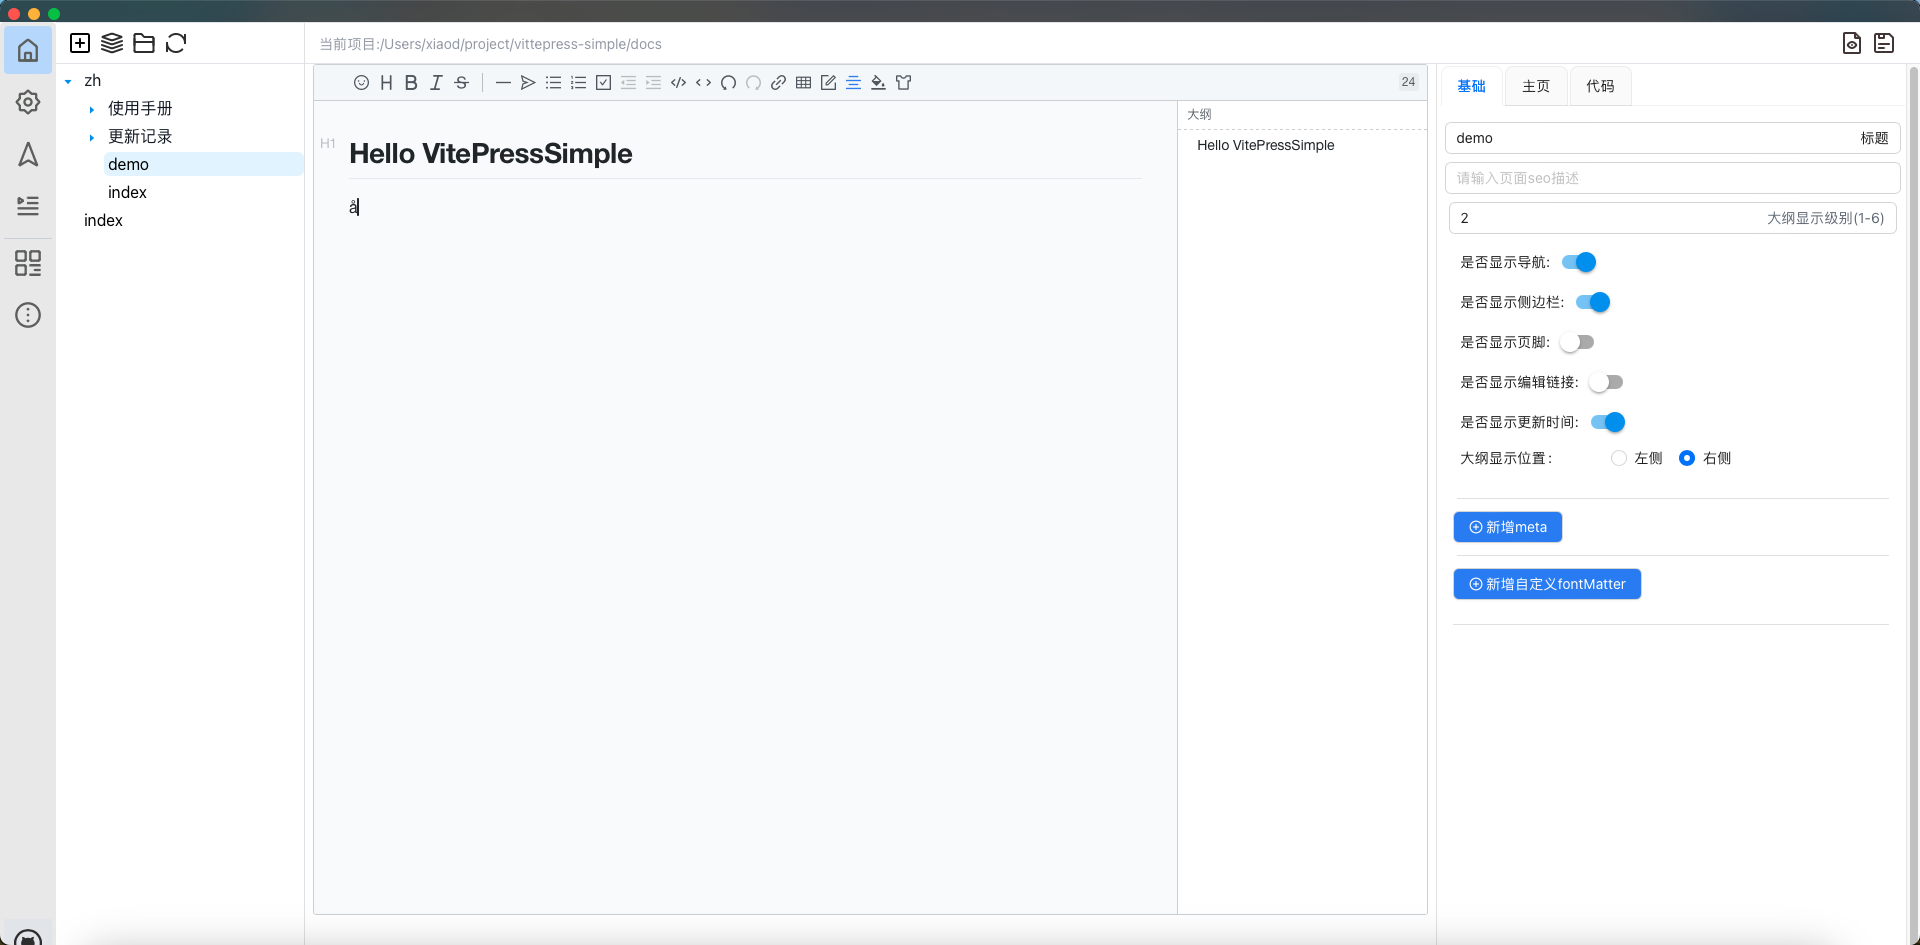 当前项目:/Users/xiaod/project/vittepress-simple/docs
zh
使用手册
更新记录
demo
index
index
24
H1
Hello VitePressSimple
å
大纲
Hello VitePressSimple
基础 主页 代码
demo 标题
请输入页面seo描述
2 大纲显示级别(1-6)
是否显示导航:
是否显示侧边栏:
是否显示页脚:
是否显示编辑链接:
是否显示更新时间:
大纲显示位置: 左侧 右侧
新增meta
新增自定义fontMatter